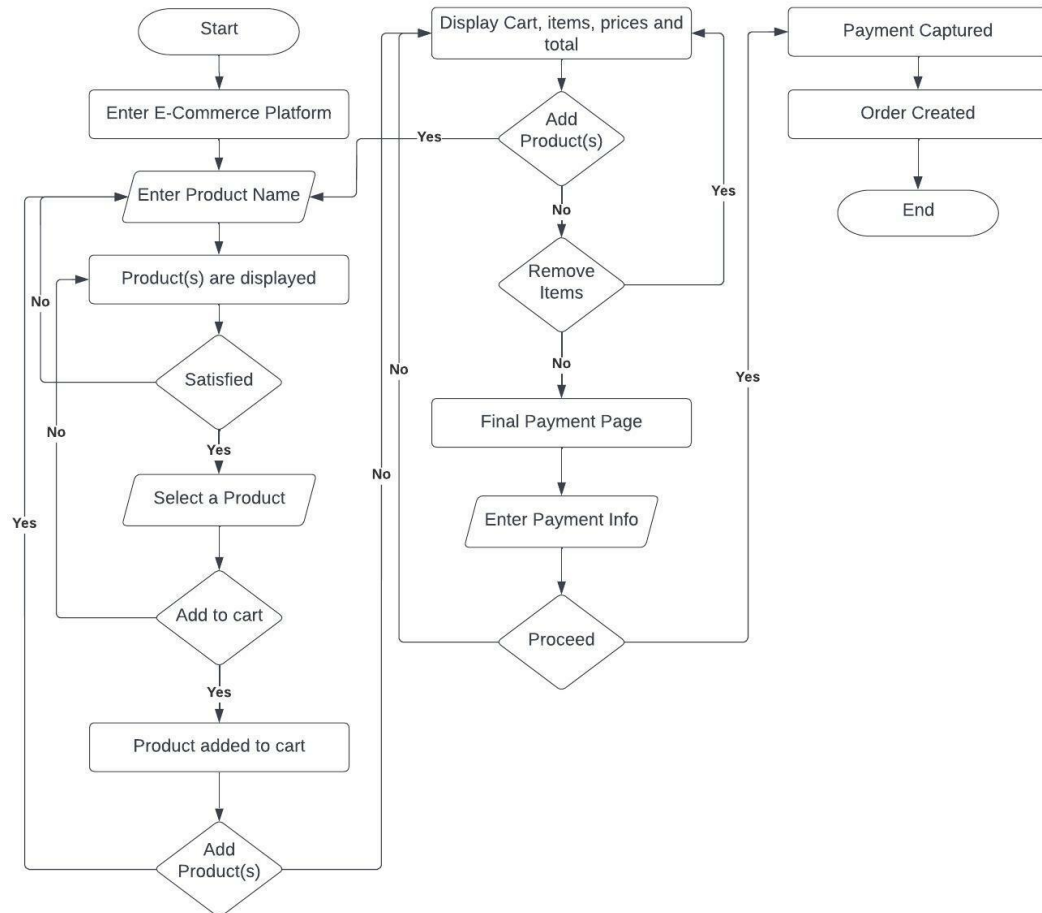 Start
Enter E-Commerce Platform
Enter Product Name
Product(s) are displayed
No
Satisfied
No
Yes
Select a Product
Yes
Add to cart
Yes
Product added to cart
Add
Product(s)
No
Display Cart, items, prices and
total
Add
Product(s)
Yes
No
Yes
Remove
Items
No
No
Final Payment Page
Enter Payment Info
Proceed
Yes
Payment Captured
Order Created
End